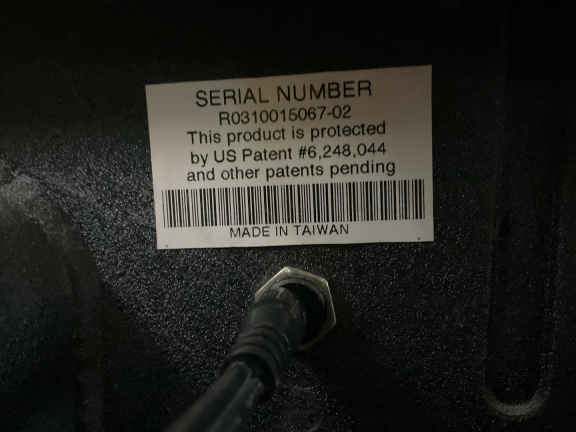 SERIAL NUMBER
R0310015067-02
This product is protected
by US Patent #6,248,044
and other patents pending
MADE IN TAIWAN